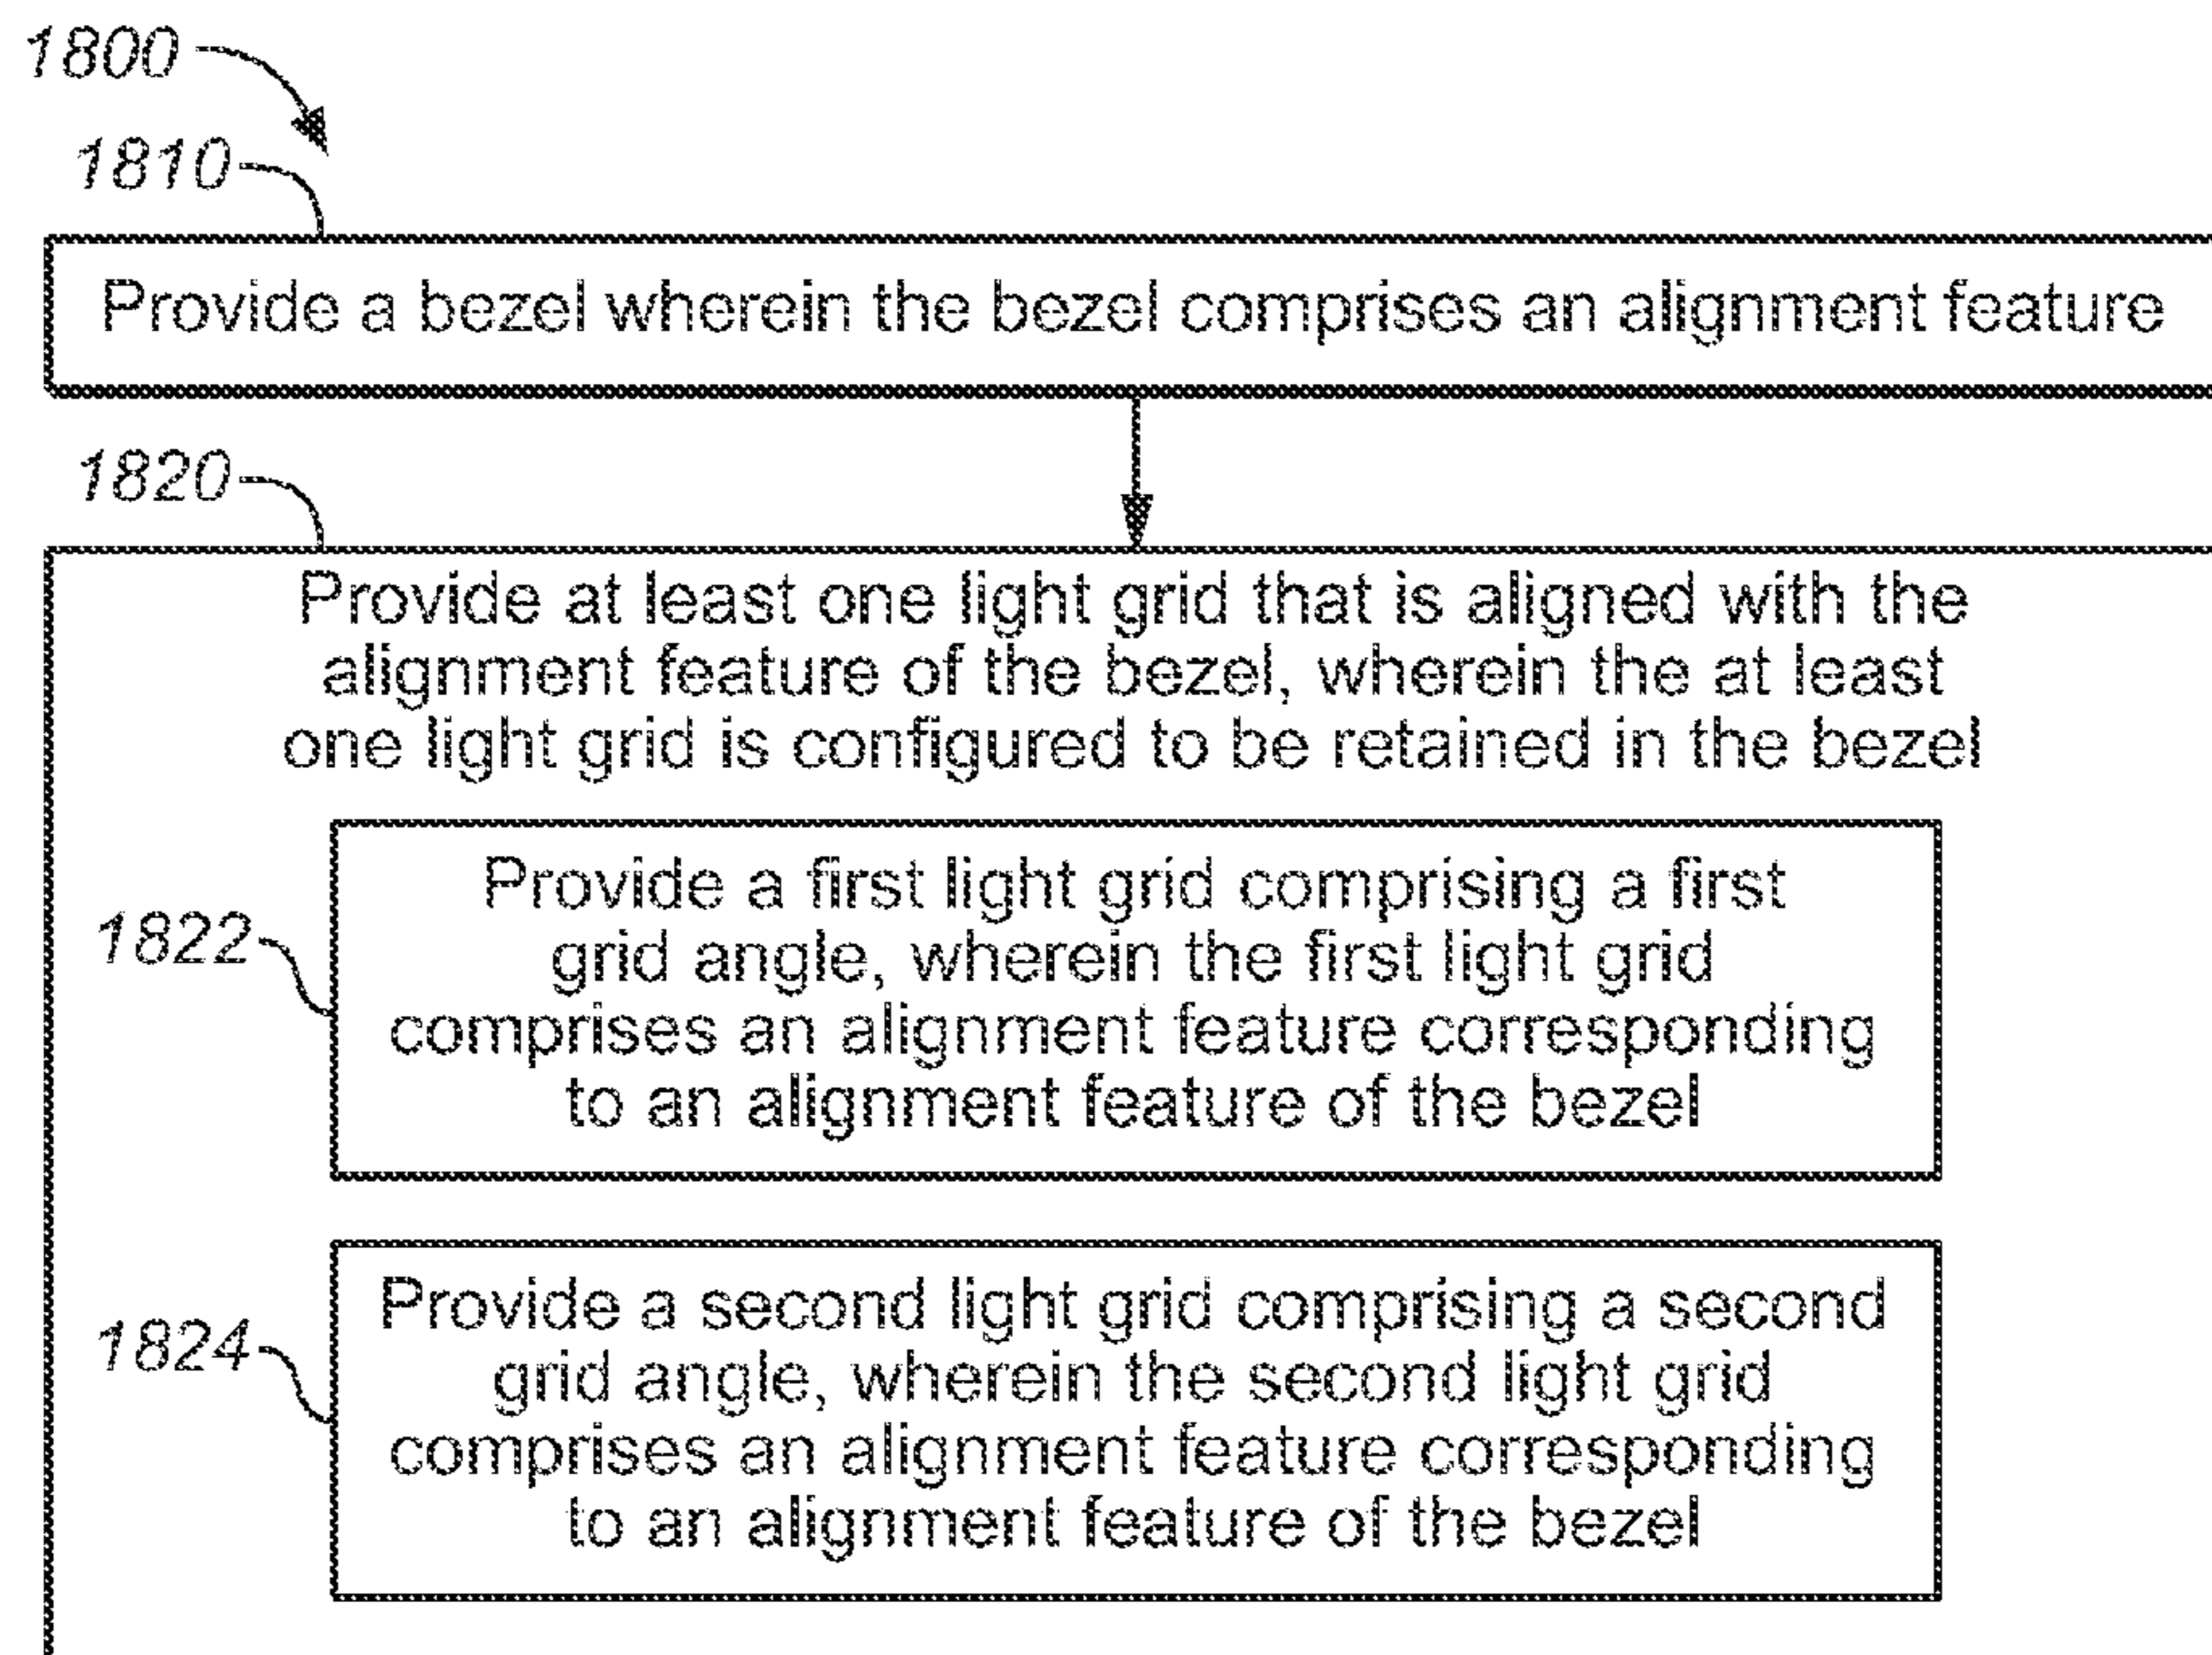 1800
1810
Provide a bezel wherein the bezel comprises an alignment feature
1820
Provide at least one light grid that is aligned with the
alignment feature of the bezel, wherein the at least
one light grid is configured to be retained in the bezel
1822
Provide a first light grid comprising a first
grid angle, wherein the first light grid
comprises an alignment feature corresponding
to an alignment feature of the bezel
1824
Provide a second light grid comprising a second
grid angle, wherein the second light grid
comprises an alignment feature corresponding
to an alignment feature of the bezel